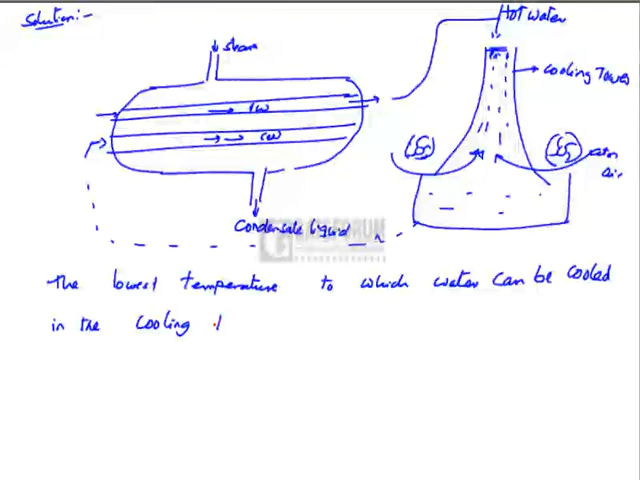 Solution:-
Hot water
steam
Cooling Tower
CW
CW
air
Condensate liquid
The lowest temperature to which water can be cooled
in the cooling